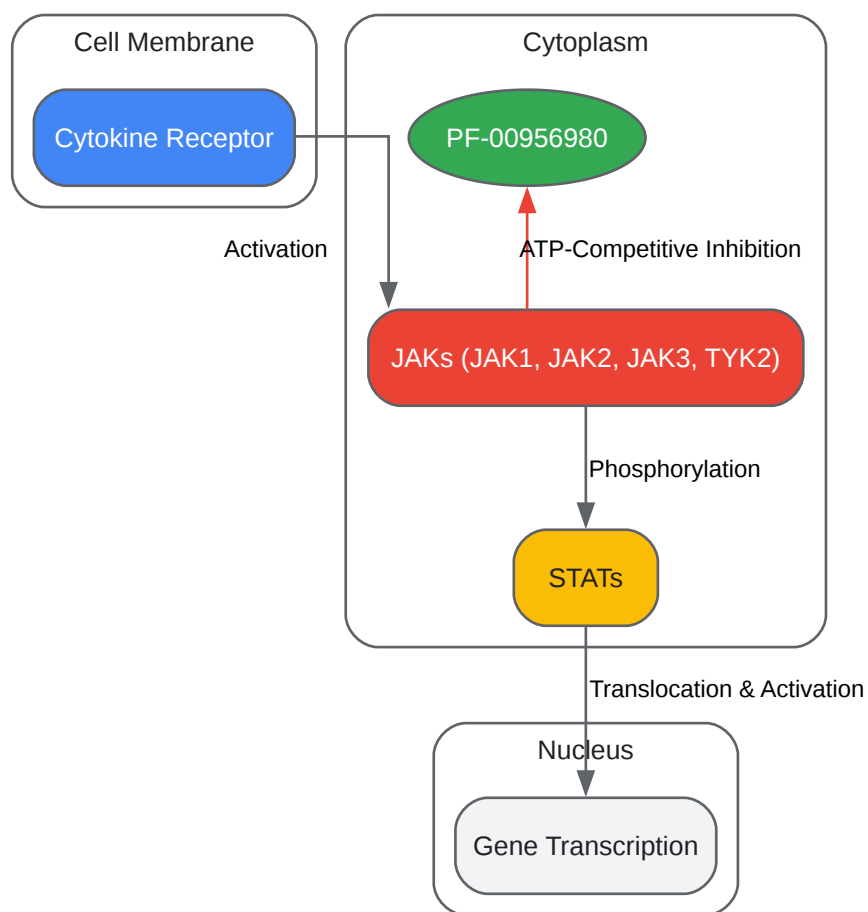 Cell Membrane
Cytoplasm
Cytokine Receptor
PF-00956980
Activation
ATP-Competitive Inhibition
JAKs (JAK1, JAK2, JAK3, TYK2)
Phosphorylation
STATs
Translocation & Activation
Nucleus
Gene Transcription